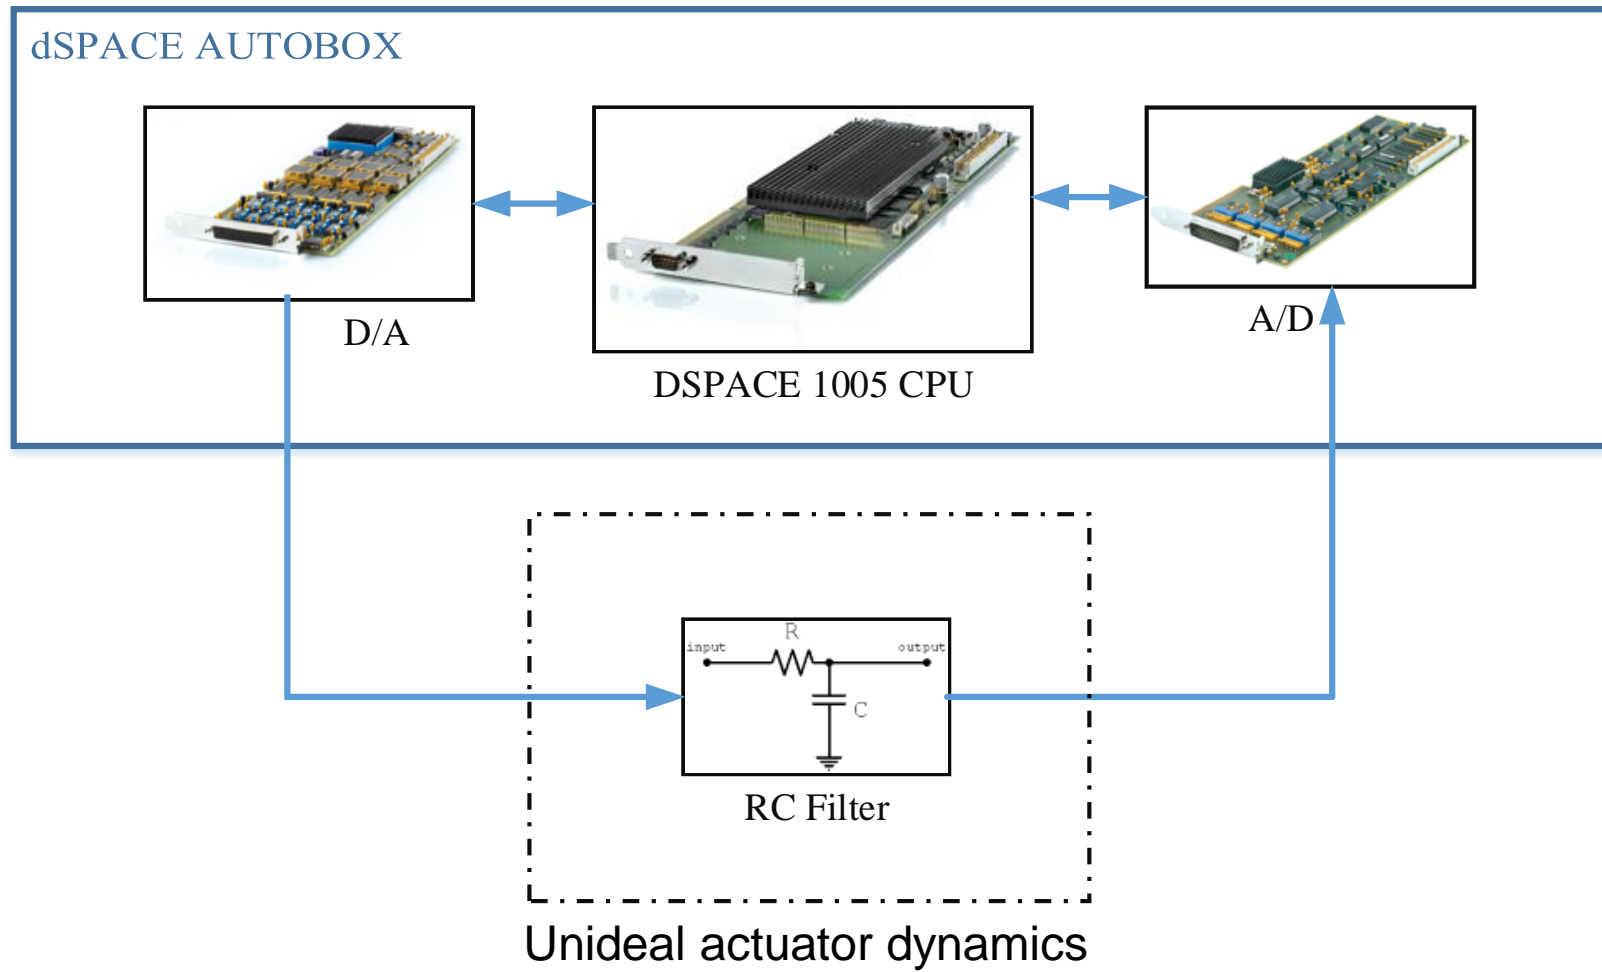 dSPACE AUTOBOX
D/A
A/D
DSPACE 1005 CPU
R
input
output
C
RC Filter
Unideal actuator dynamics